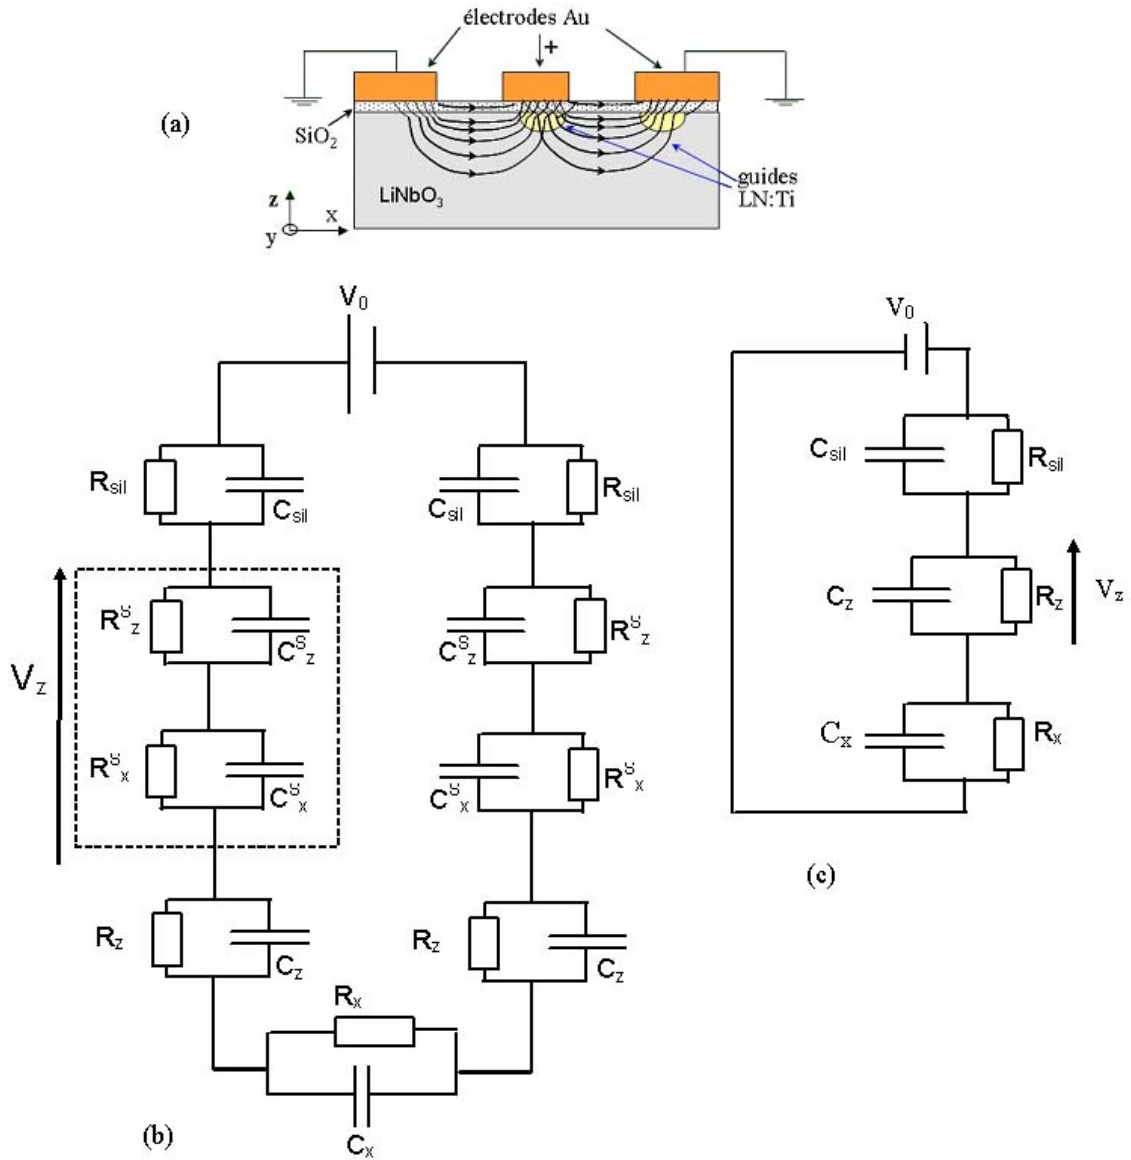 électrodes Au
+
(a)
SiO₂
guides
LN:Ti
LiNbO₃
z
x
y
V₀
V₀
Rsil
Csil
Csil
Rsil
Csil
Rsil
Vz
Rˢz
Cˢz
Cˢz
Rˢz
Cz
Rz
Vz
Rˢx
Cˢx
Cˢx
Rˢx
Cx
Rx
(c)
Rz
Cz
Rz
Cz
Rx
Cx
(b)